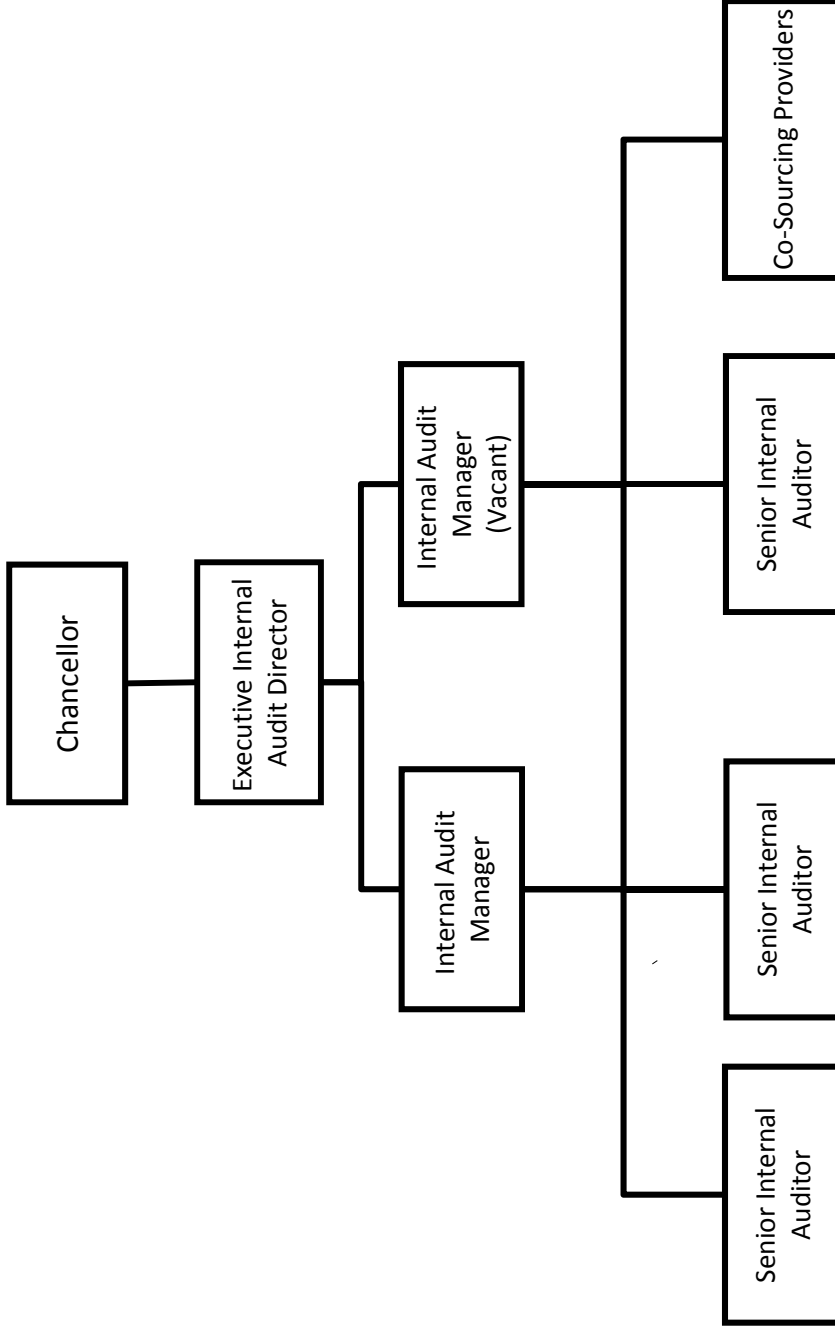 Chancellor
Executive Internal
Audit Director
Internal Audit
Manager
Internal Audit
Manager
(Vacant)
Senior Internal
Auditor
Senior Internal
Auditor
Senior Internal
Auditor
Co-Sourcing Providers